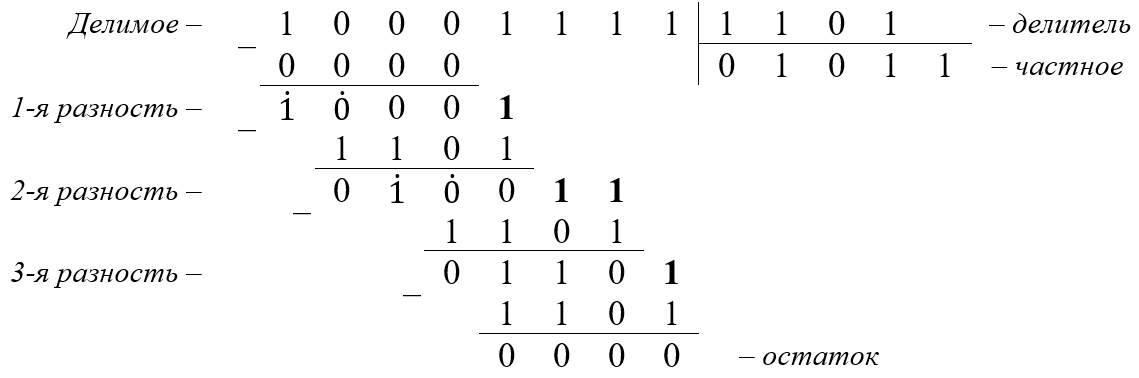 Делимое – 1 0 0 0 1 1 1 1 1 1 0 1 – делитель
– 0 0 0 0 0 1 0 1 1 – частное
1-я разность – 1̇ 0̇ 0 0 1
– 1 1 0 1
2-я разность – 0 1̇ 0̇ 0 1 1
– 1 1 0 1
3-я разность – 0 1 1 0 1
– 1 1 0 1
0 0 0 0 – остаток